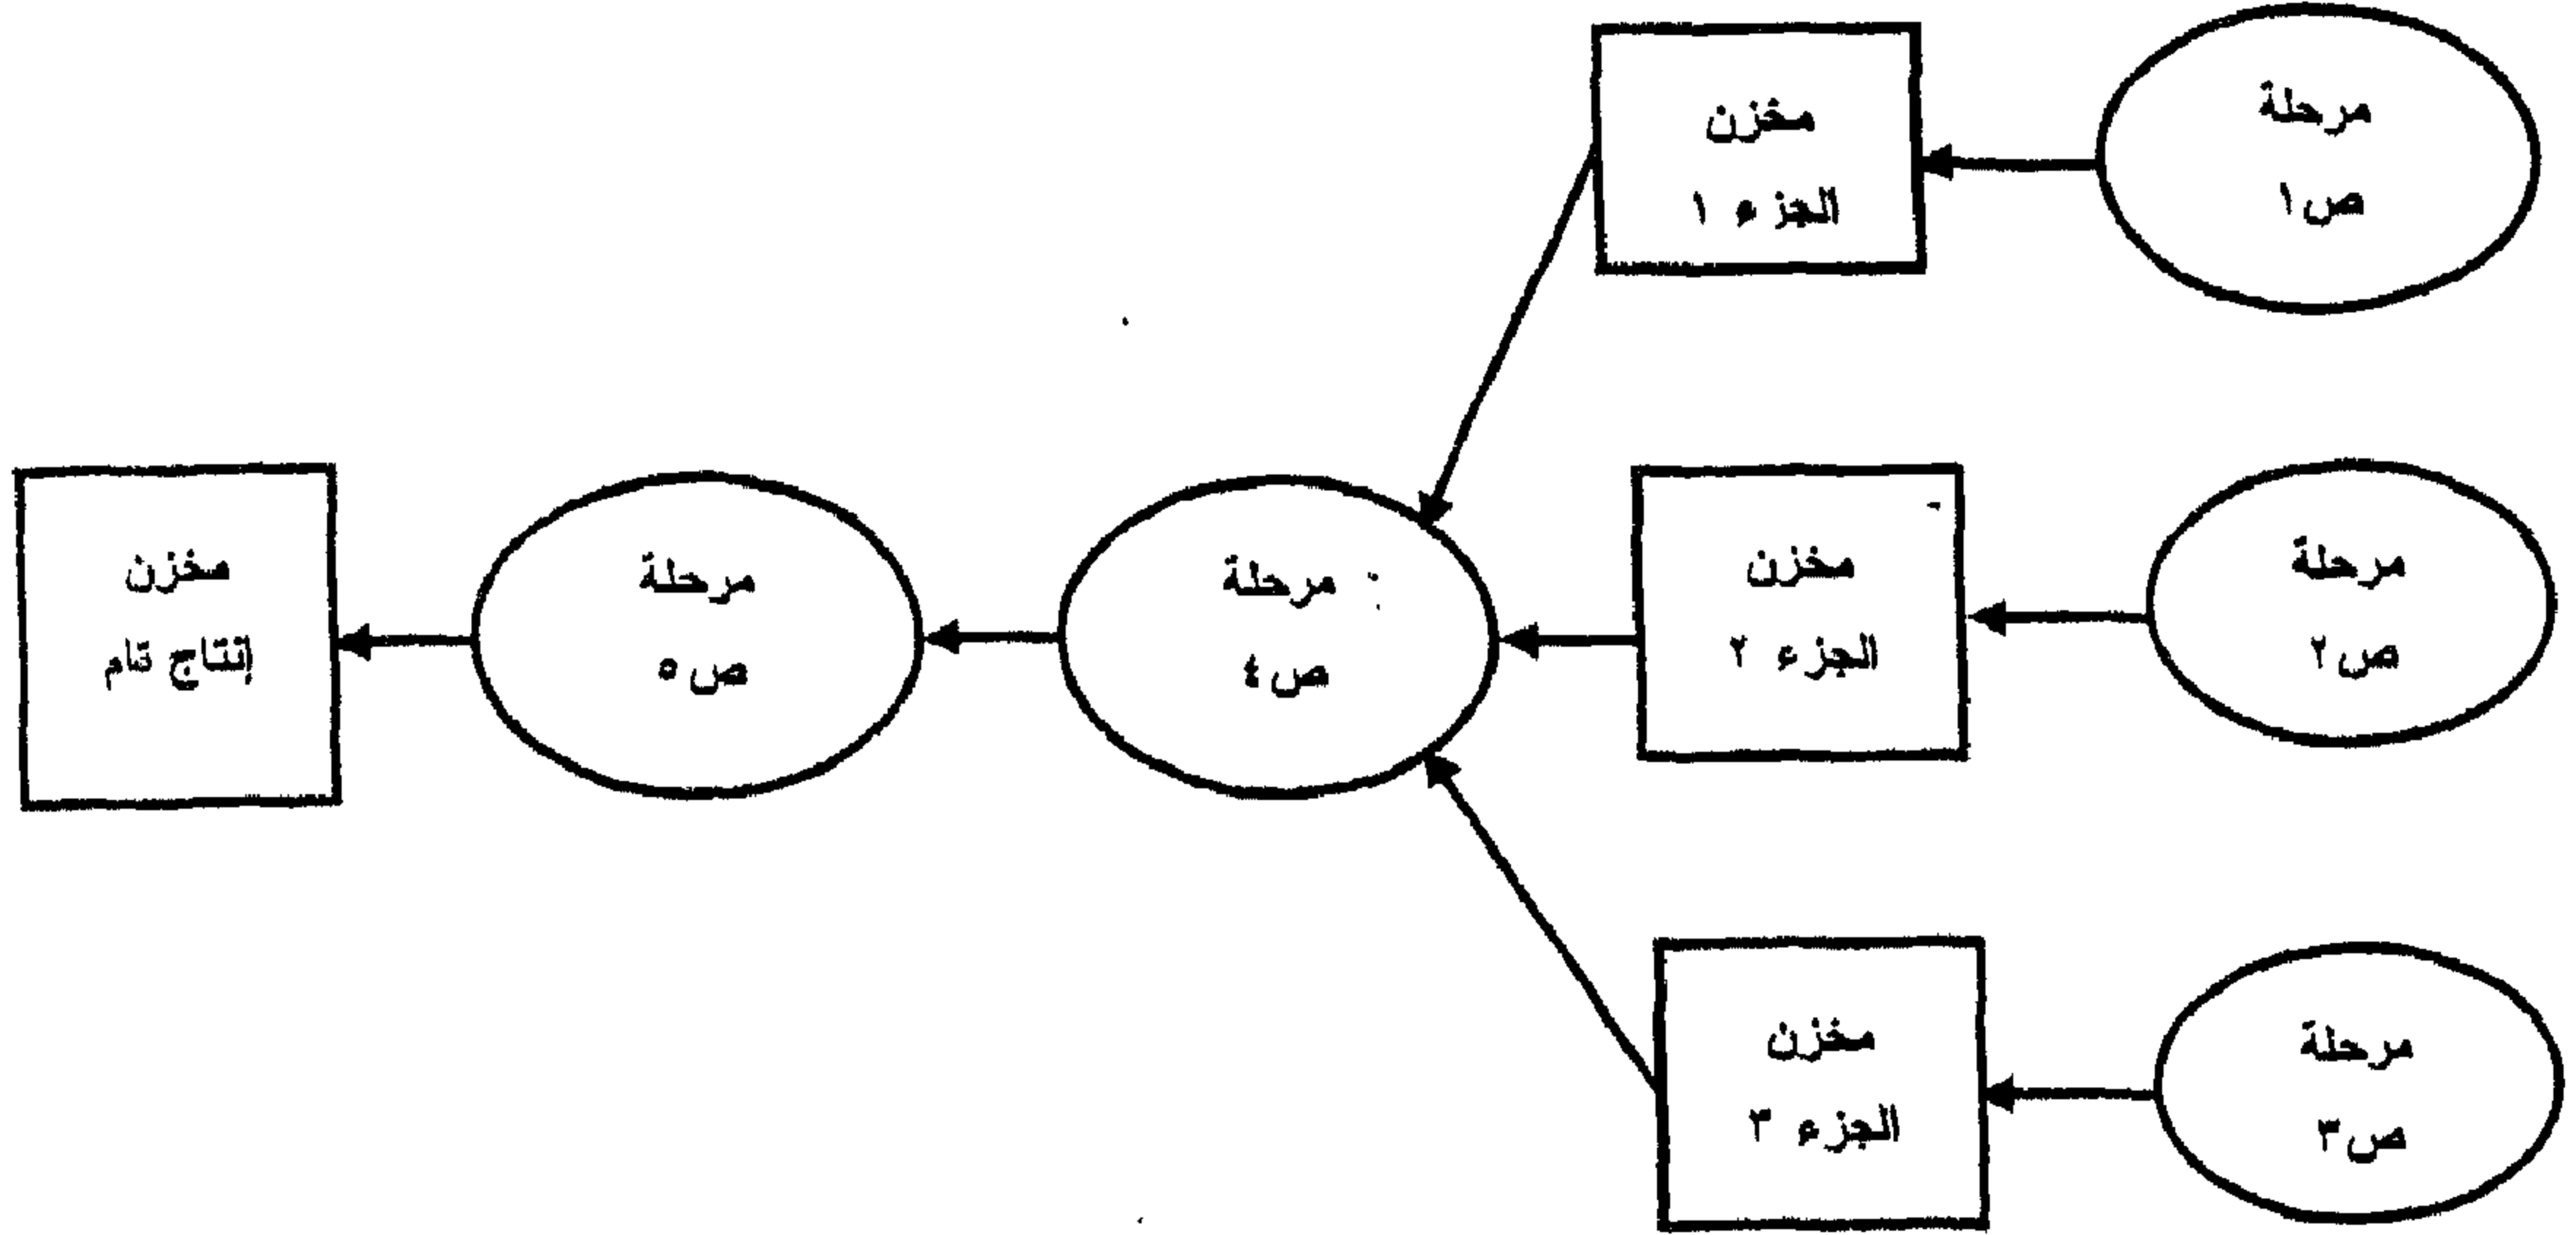 مرحلة
ص١
مخزن
الجزء ١
مرحلة
ص٢
مخزن
الجزء ٢
مرحلة
ص٣
مخزن
الجزء ٣
مرحلة
ص٤
مرحلة
ص٥
مخزن
إنتاج تام